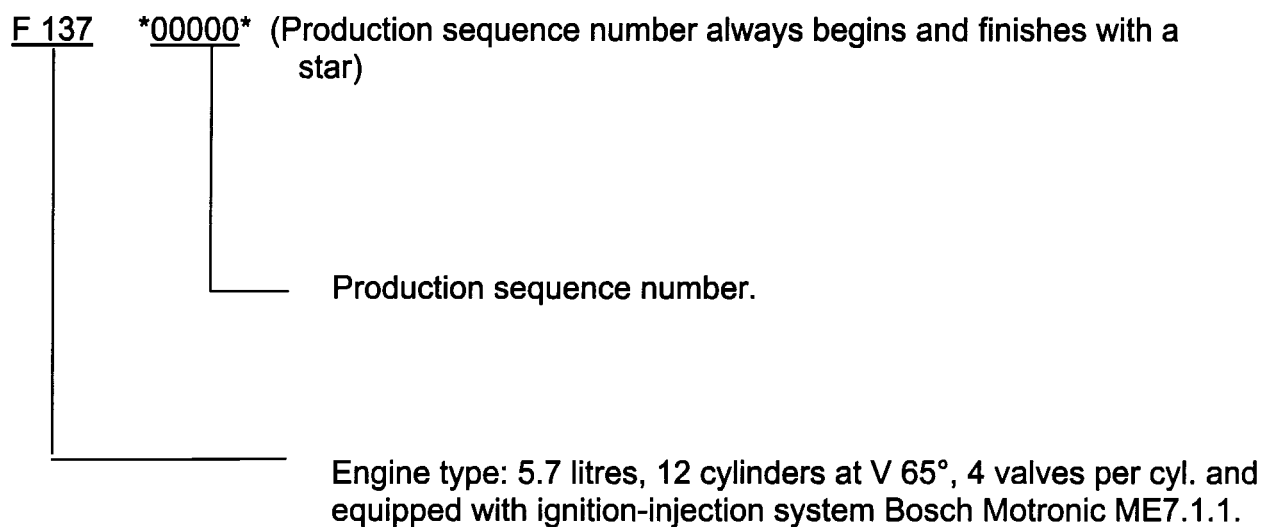 F 137 *00000* (Production sequence number always begins and finishes with a
star)
Production sequence number.
Engine type: 5.7 litres, 12 cylinders at V 65°, 4 valves per cyl. and
equipped with ignition-injection system Bosch Motronic ME7.1.1.